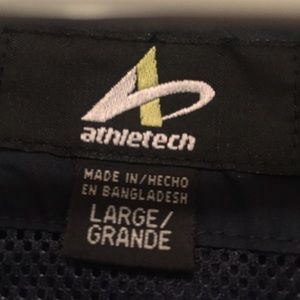 athletech
MADE IN/HECHO
EN BANGLADESH
LARGE/
GRANDE